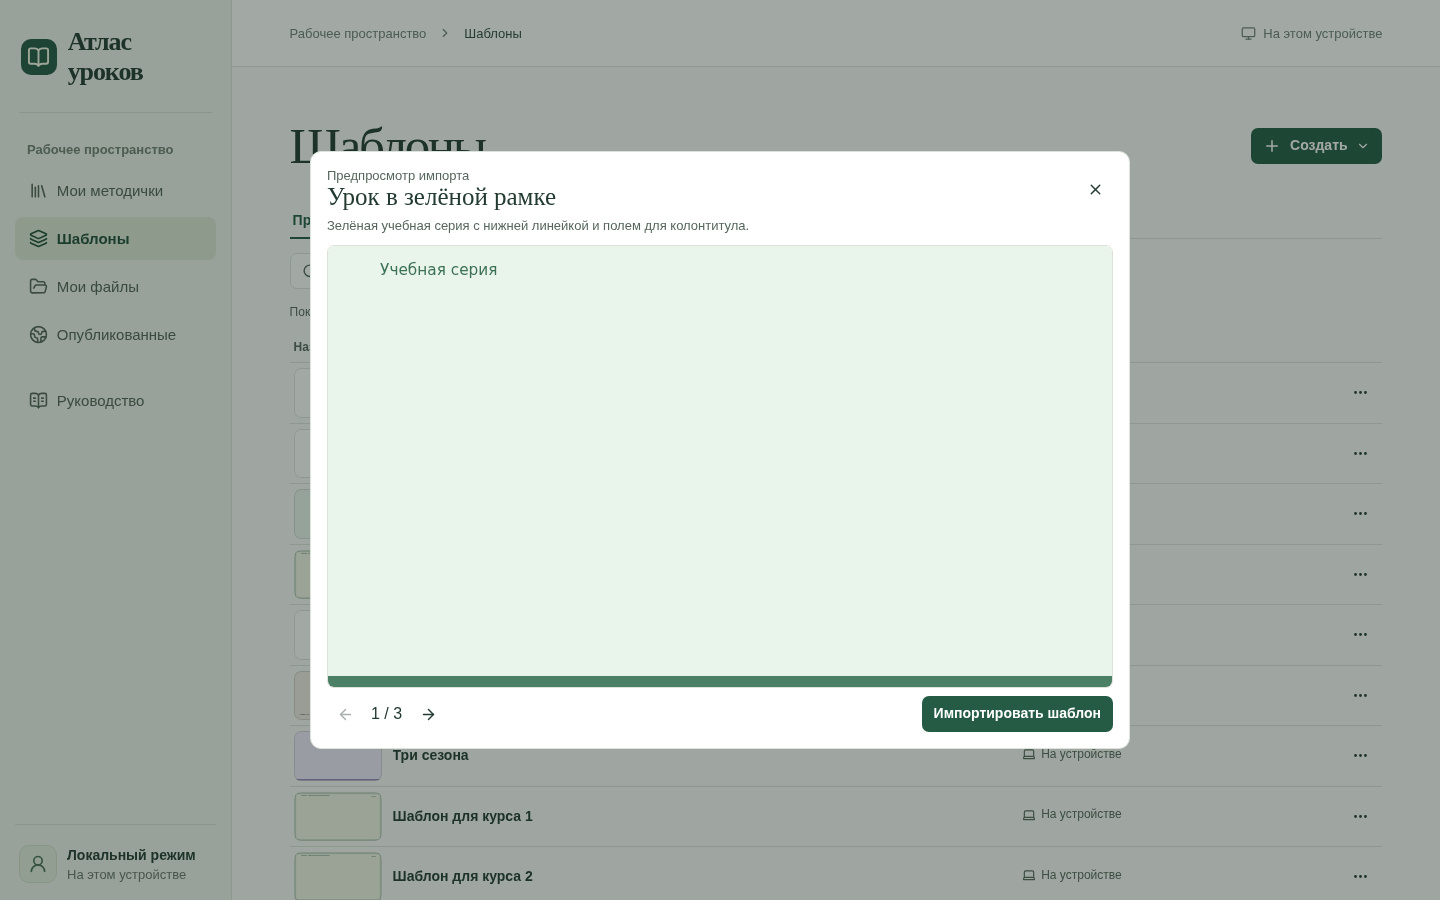 Атлас
уроков
Рабочее пространство
Мои методички
Шаблоны
Мои файлы
Опубликованные
Руководство
Локальный режим
На этом устройстве
Рабочее пространство
Шаблоны
На этом устройстве
Шаблоны
Создать
Предпросмотр импорта
Урок в зелёной рамке
Зелёная учебная серия с нижней линейкой и полем для колонтитула.
Учебная серия
1 / 3
Импортировать шаблон
Три сезона
На устройстве
Шаблон для курса 1
На устройстве
Шаблон для курса 2
На устройстве